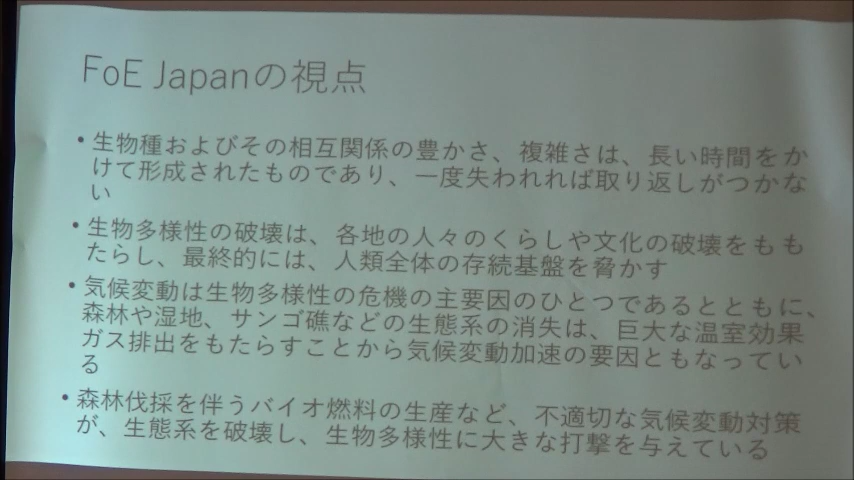 FoE Japanの視点
• 生物種およびその相互関係の豊かさ、複雑さは、長い時間をか
けて形成されたものであり、一度失われれば取り返しがつかな
い
• 生物多様性の破壊は、各地の人々のくらしや文化の破壊をもも
たらし、最終的には、人類全体の存続基盤を脅かす
• 気候変動は生物多様性の危機の主要因のひとつであるとともに、
森林や湿地、サンゴ礁などの生態系の消失は、巨大な温室効果
ガス排出をもたらすことから気候変動加速の要因ともなってい
る
• 森林伐採を伴うバイオ燃料の生産など、不適切な気候変動対策
が、生態系を破壊し、生物多様性に大きな打撃を与えている